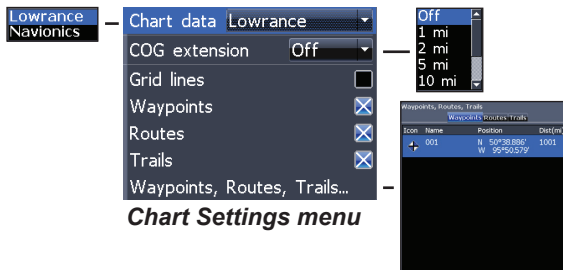 Lowrance
Navionics
Chart data Lowrance
COG extension Off
Grid lines
Waypoints
Routes
Trails
Waypoints, Routes, Trails...
Chart Settings menu
Off
1 mi
2 mi
5 mi
10 mi
Waypoints, Routes, Trails
Waypoints Routes Trails
Icon Name Position Dist(mi)
001 N 50°38.886' 1001
W 95°50.579'